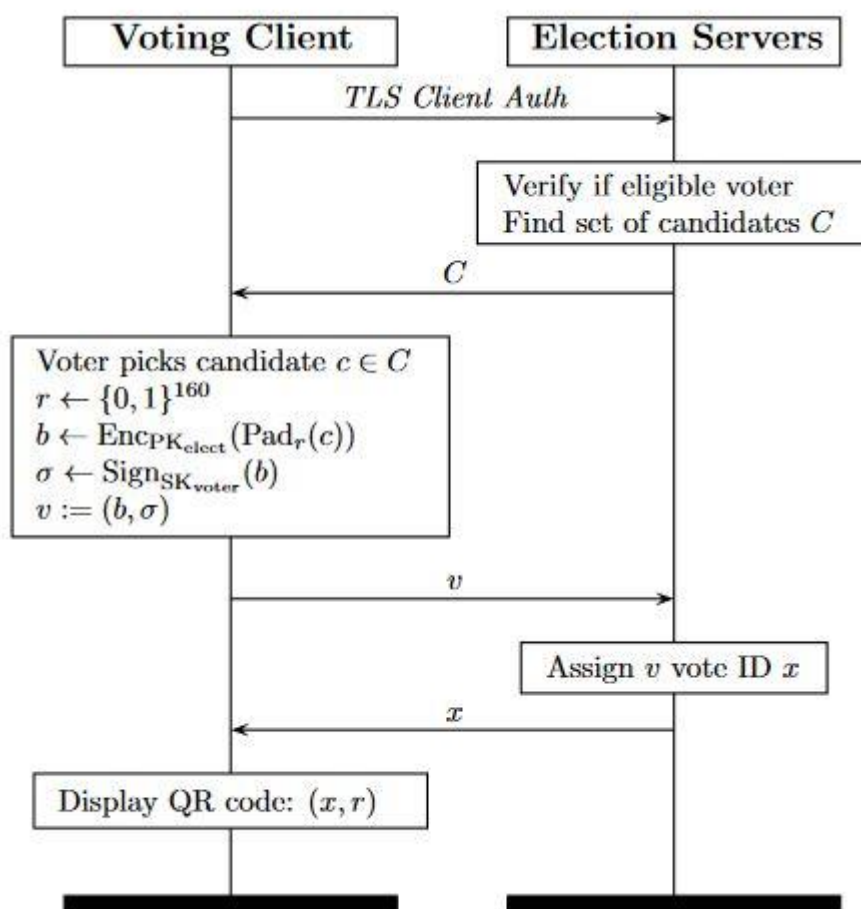 Voting Client
Election Servers
TLS Client Auth
Verify if eligible voter
Find set of candidates C
C
Voter picks candidate c ∈ C
r ← {0, 1}¹⁶⁰
b ← Enc_PK_elect(Pad_r(c))
σ ← Sign_SK_voter(b)
v := (b, σ)
v
Assign v vote ID x
x
Display QR code: (x, r)